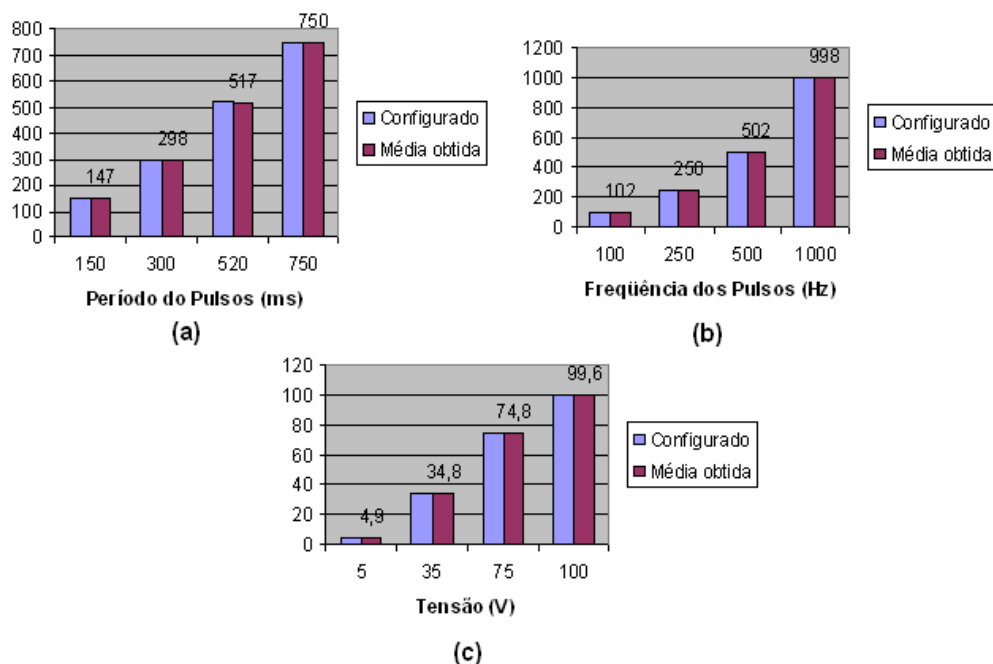 800
700
600
500
400
300
200
100
0
147
298
517
750
150 300 520 750
Período do Pulsos (ms)
Configurado
Média obtida
(a)
1200
1000
800
600
400
200
0
102
250
502
998
100 250 500 1000
Freqüência dos Pulsos (Hz)
Configurado
Média obtida
(b)
120
100
80
60
40
20
0
4,9
34,8
74,8
99,6
5 35 75 100
Tensão (V)
Configurado
Média obtida
(c)